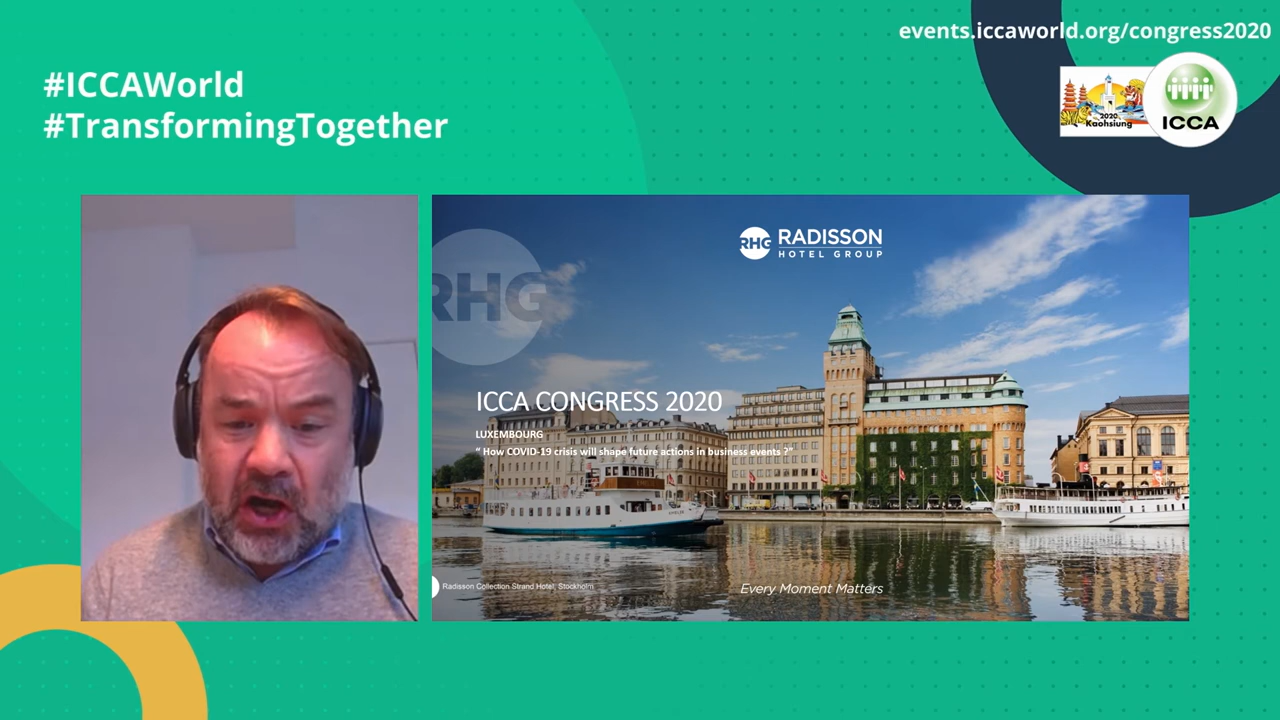 events.iccaworld.org/congress2020
#ICCAWorld
#TransformingTogether
2020
Kaohsiung
ICCA
RHG
RADISSON
HOTEL GROUP
RHG
ICCA CONGRESS 2020
LUXEMBOURG
“ How COVID-19 crisis will shape future actions in business events ?”
Radisson Collection Strand Hotel, Stockholm
Every Moment Matters